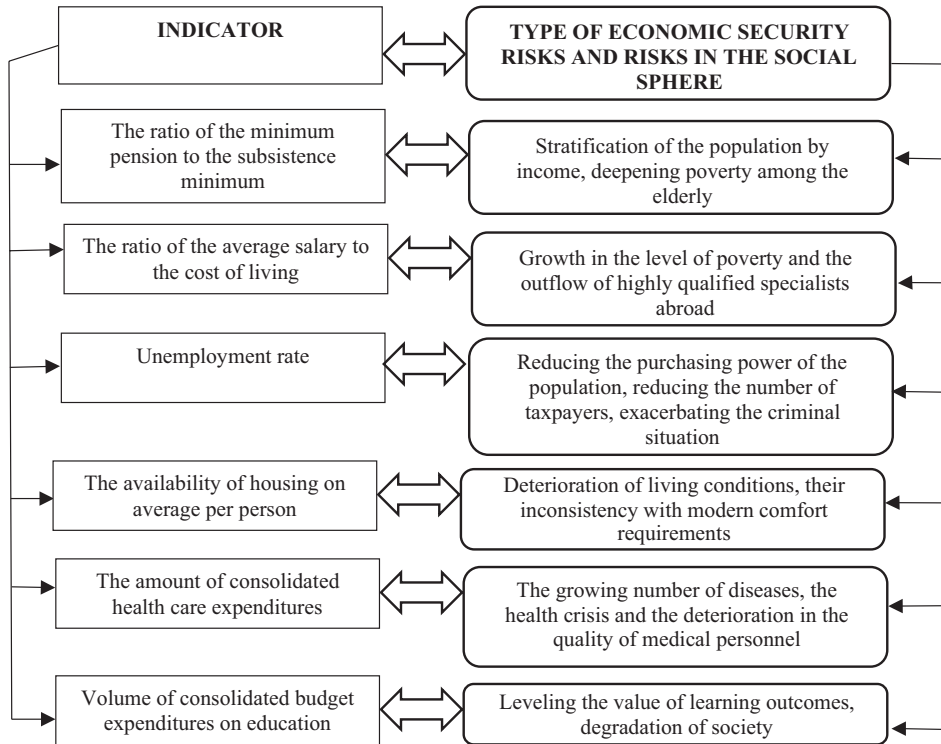 INDICATOR
TYPE OF ECONOMIC SECURITY
RISKS AND RISKS IN THE SOCIAL
SPHERE
The ratio of the minimum
pension to the subsistence
minimum
Stratification of the population by
income, deepening poverty among the
elderly
The ratio of the average salary to
the cost of living
Growth in the level of poverty and the
outflow of highly qualified specialists
abroad
Unemployment rate
Reducing the purchasing power of the
population, reducing the number of
taxpayers, exacerbating the criminal
situation
The availability of housing on
average per person
Deterioration of living conditions, their
inconsistency with modern comfort
requirements
The amount of consolidated
health care expenditures
The growing number of diseases, the
health crisis and the deterioration in the
quality of medical personnel
Volume of consolidated budget
expenditures on education
Leveling the value of learning outcomes,
degradation of society